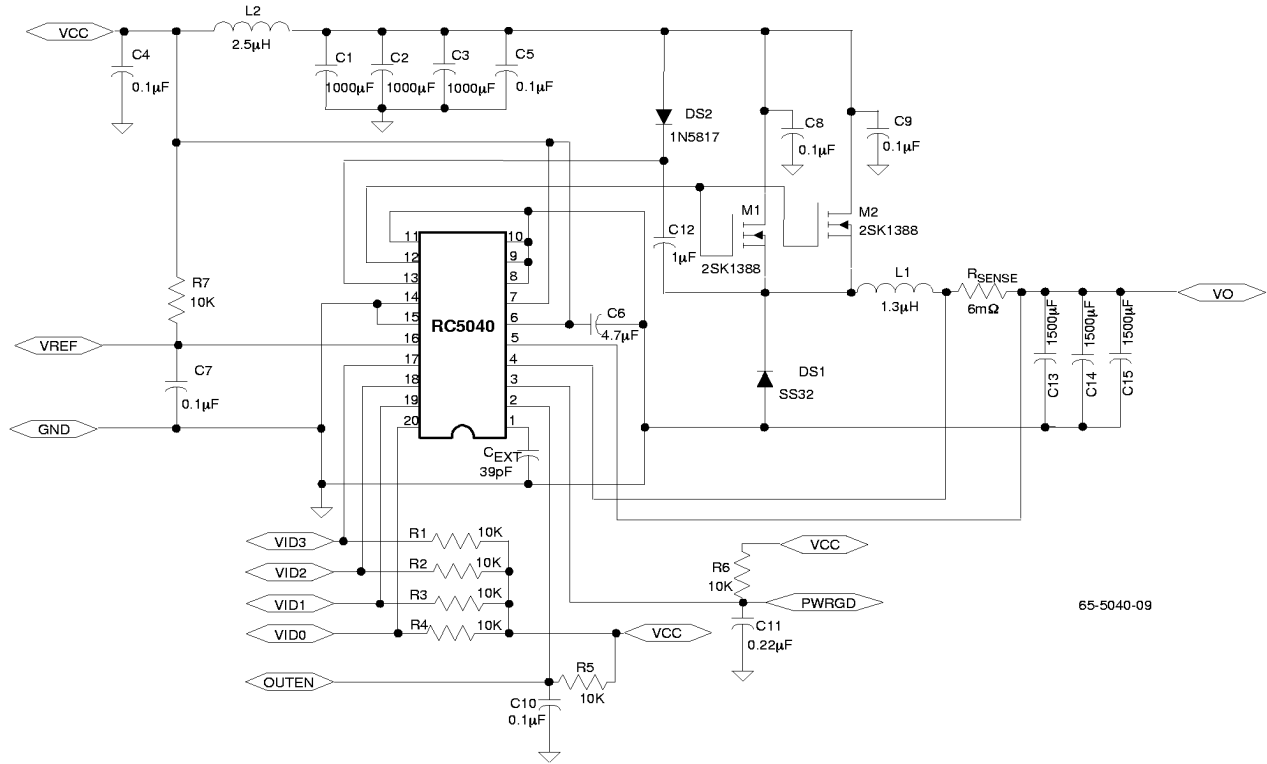 L2
VCC
2.5µH
C4
0.1µF
C1
1000µF
C2
1000µF
C3
1000µF
C5
0.1µF
DS2
1N5817
C8
0.1µF
C9
0.1µF
M1
2SK1388
M2
2SK1388
C12
1µF
11
12
13
14
15
16
17
18
19
20
10
9
8
7
6
5
4
3
2
1
RC5040
R7
10K
C6
4.7µF
L1
1.3µH
RSENSE
6mΩ
VO
1500µF
C13
1500µF
C14
1500µF
C15
VREF
C7
0.1µF
DS1
SS32
GND
CEXT
39pF
VID3
R1
10K
VID2
R2
10K
VID1
R3
10K
VID0
R4
10K
VCC
OUTEN
R5
10K
C10
0.1µF
VCC
R6
10K
PWRGD
C11
0.22µF
65-5040-09